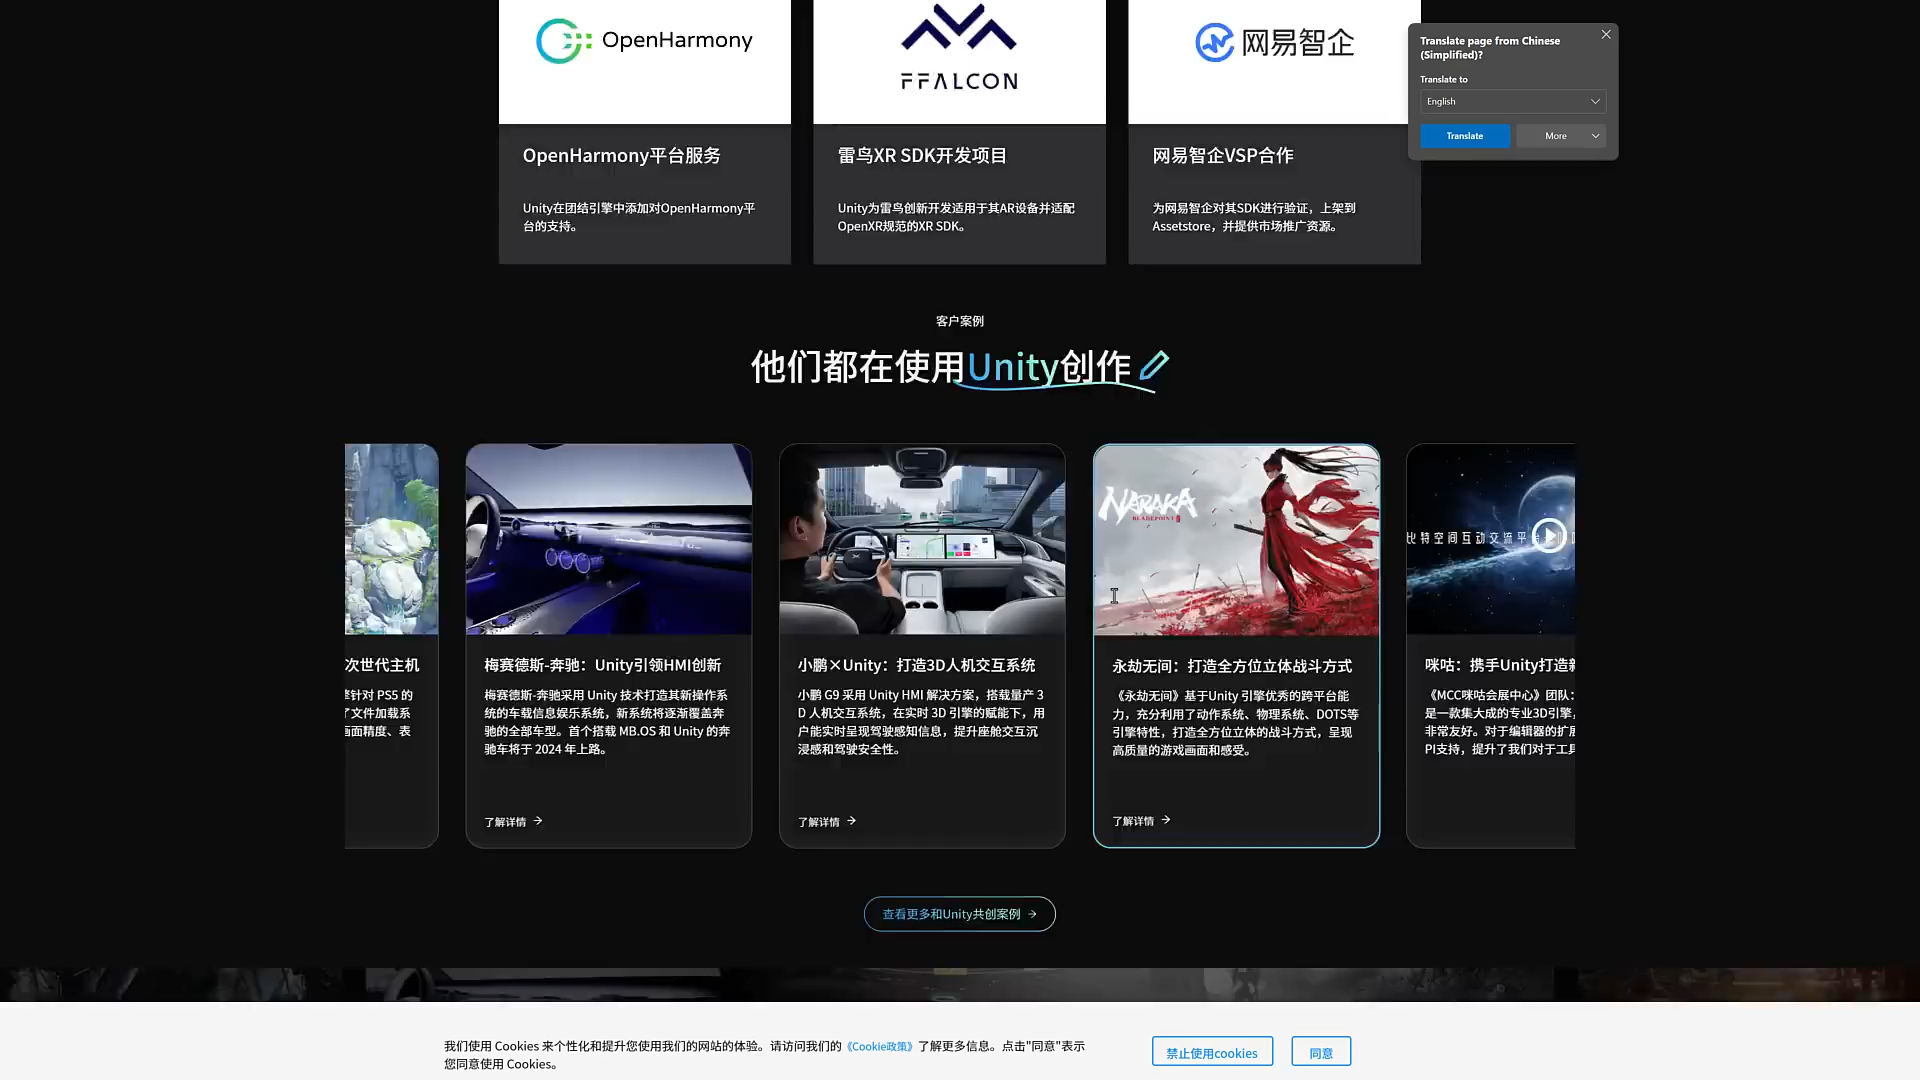 OpenHarmony
FFALCON
网易智企
Translate page from Chinese
(Simplified)?
Translate to
English
Translate
More
OpenHarmony平台服务
Unity在团结引擎中添加对OpenHarmony平
台的支持。
雷鸟XR SDK开发项目
Unity为雷鸟创新开发适用于其AR设备并适配
OpenXR规范的XR SDK。
网易智企VSP合作
为网易智企对其SDK进行验证，上架到
Assetstore，并提供市场推广资源。
客户案例
他们都在使用Unity创作
次世代主机
针对 PS5 的
了文件加载系
画面精度、表
梅赛德斯-奔驰：Unity引领HMI创新
梅赛德斯-奔驰采用 Unity 技术打造其新操作系
统的车载信息娱乐系统，新系统将逐渐覆盖奔
驰的全部车型。首个搭载 MB.OS 和 Unity 的奔
驰车将于 2024 年上路。
了解详情
小鹏×Unity：打造3D人机交互系统
小鹏 G9 采用 Unity HMI 解决方案，搭载量产 3
D 人机交互系统，在实时 3D 引擎的赋能下，用
户能实时呈现驾驶感知信息，提升座舱交互沉
浸感和驾驶安全性。
了解详情
NARAKA
BLADEPOINT
永劫无间：打造全方位立体战斗方式
《永劫无间》基于Unity 引擎优秀的跨平台能
力，充分利用了动作系统、物理系统、DOTS等
引擎特性，打造全方位立体的战斗方式，呈现
高质量的游戏画面和感受。
了解详情
比特空间互动交流平
咪咕：携手Unity打造新
《MCC咪咕会展中心》团队：
是一款集大成的专业3D引擎，
非常友好。对于编辑器的扩展
PI支持，提升了我们对于工具
查看更多和Unity共创案例
我们使用 Cookies 来个性化和提升您使用我们的网站的体验。请访问我们的《Cookie政策》了解更多信息。点击"同意"表示
您同意使用 Cookies。
禁止使用cookies
同意